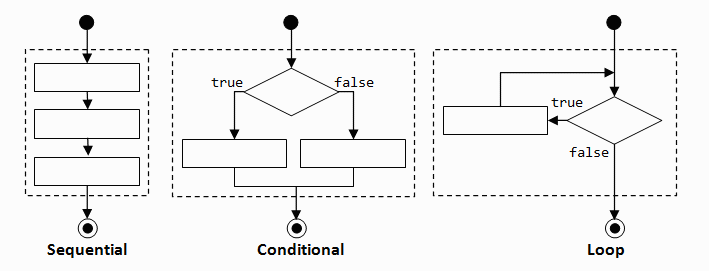 true
false
true
false
Sequential
Conditional
Loop